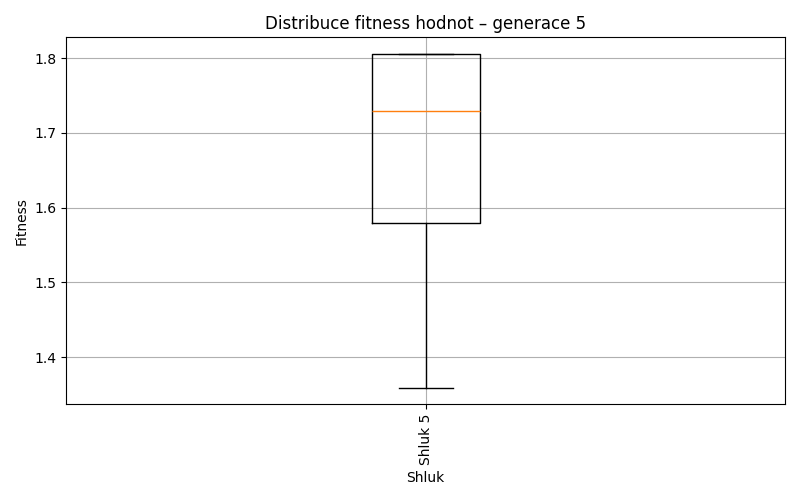 Distribuce fitness hodnot – generace 5
1.8
1.7
1.6
1.5
1.4
Fitness
Shluk 5
Shluk